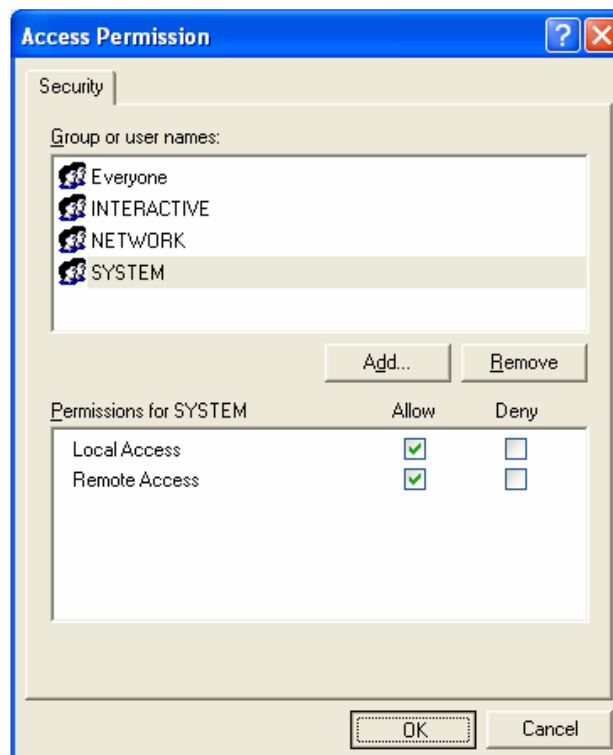 Access Permission
Security
Group or user names:
Everyone
INTERACTIVE
NETWORK
SYSTEM
Add... Remove
Permissions for SYSTEM Allow Deny
Local Access
Remote Access
OK Cancel